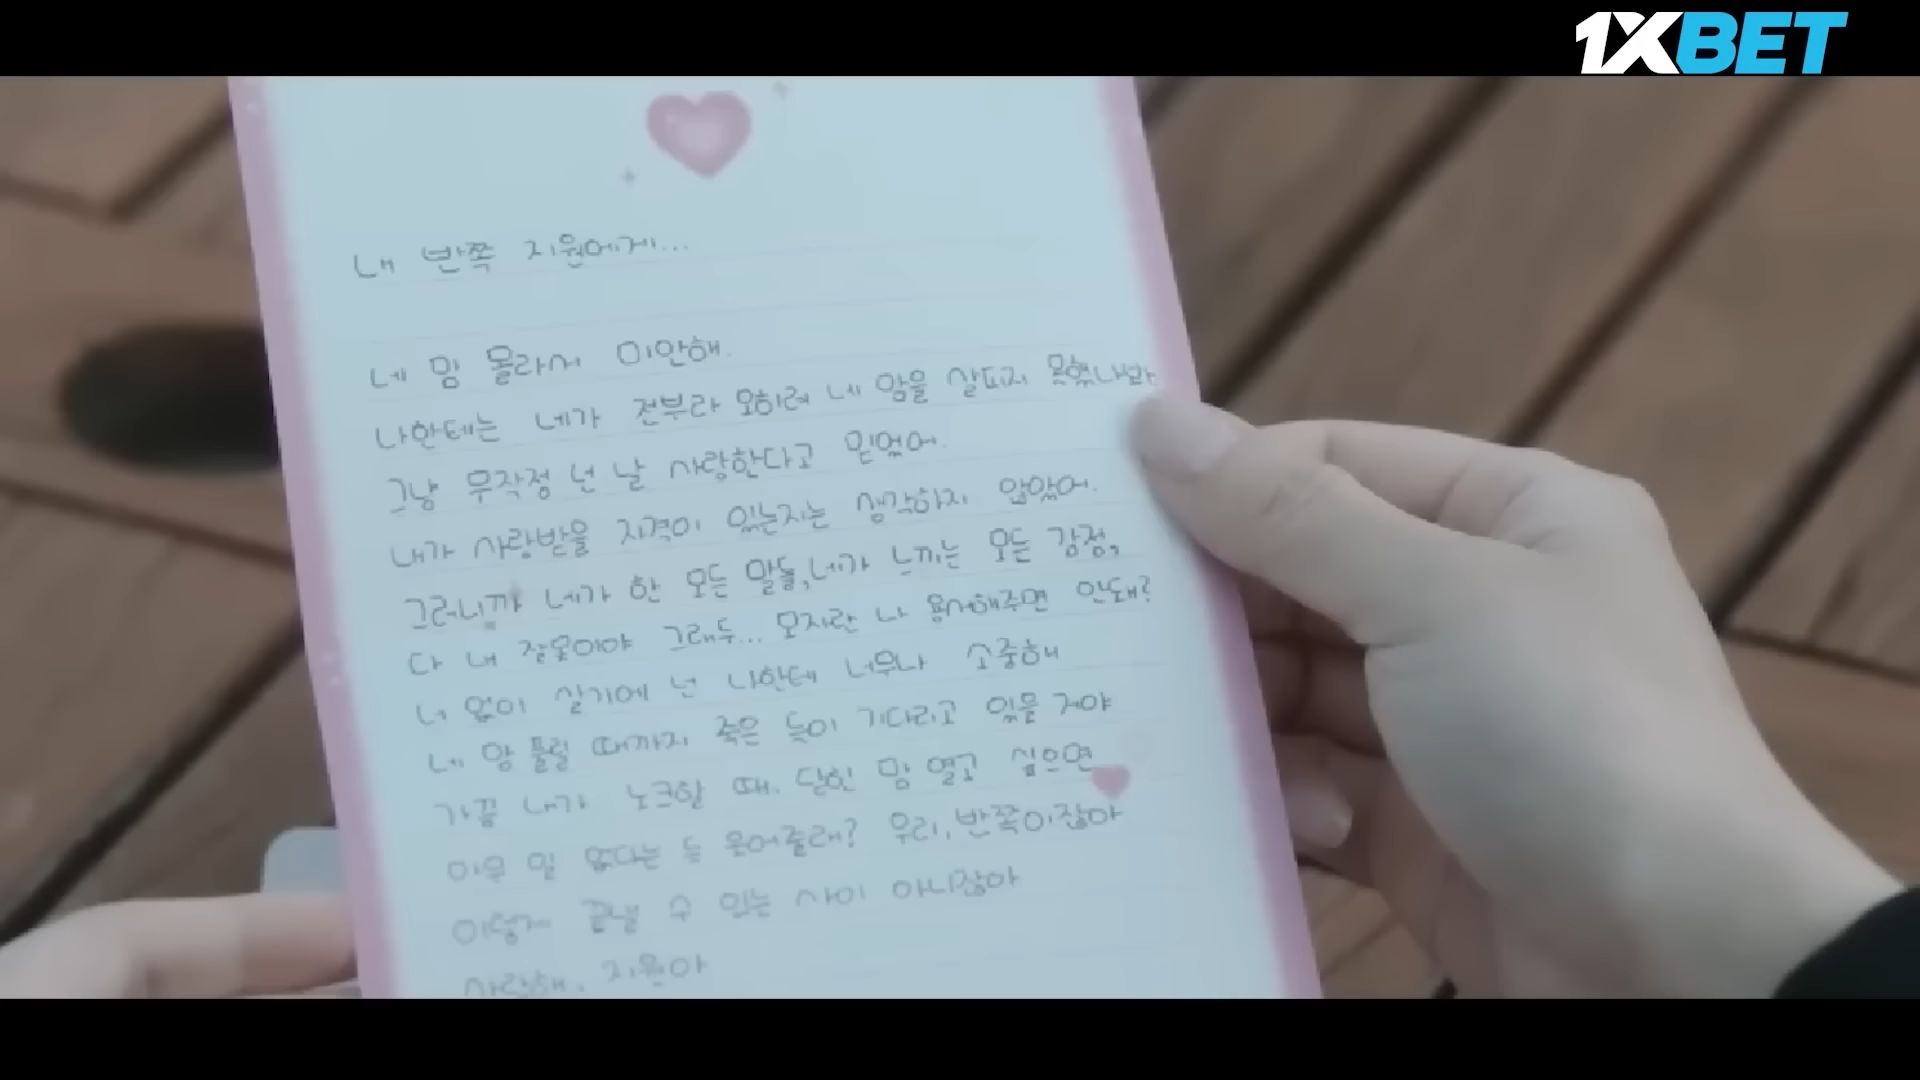 1XBET
내 반쪽 지원에게...
네 맘 몰라서 미안해.
나한테는 네가 전부라 오히려 네 맘을 살피지 못했나봐
그냥 무작정 넌 날 사랑한다고 믿었어.
내가 사랑받을 자격이 있는지는 생각하지 않았어.
그러니까 네가 한 모든 말들, 네가 느끼는 모든 감정,
다 내 잘못이야 그래두... 모자란 나 용서해주면 안돼?
너 없이 살기에 넌 나한테 너무나 소중해
네 맘 풀릴 때까지 죽은 듯이 기다리고 있을 거야
가끔 내가 노크할 때. 닫힌 맘 열고 싶으면
아무 일 없다는 듯 웃어줄래? 우리, 반쪽이잖아
이렇게 끝낼 수 있는 사이 아니잖아
사랑해. 지원아